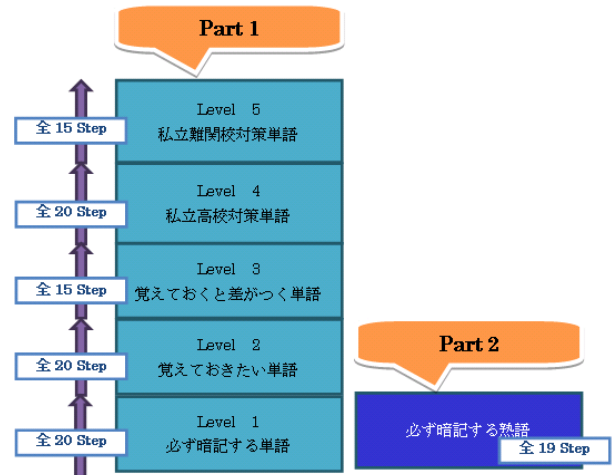 Part 1
Level 5
私立難関校対策単語
全 15 Step
Level 4
私立高校対策単語
全 20 Step
Level 3
覚えておくと差がつく単語
全 15 Step
Level 2
覚えておきたい単語
全 20 Step
Level 1
必ず暗記する単語
全 20 Step
Part 2
必ず暗記する熟語
全 19 Step